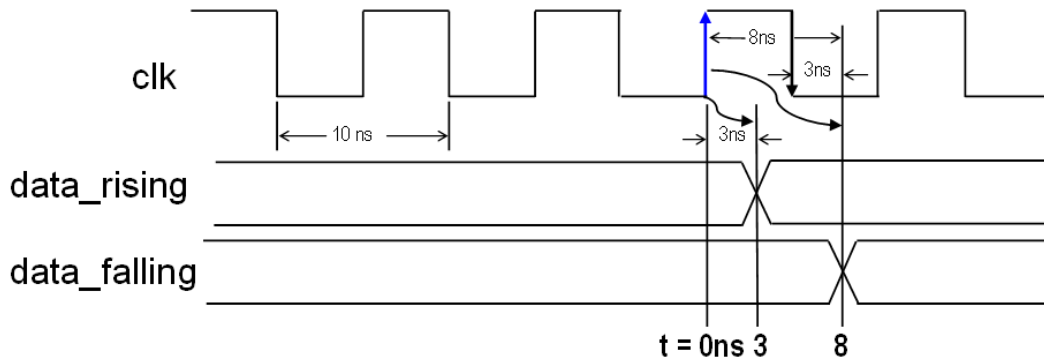 clk
8ns
3ns
10 ns
3ns
data_rising
data_falling
t = 0ns 3 8